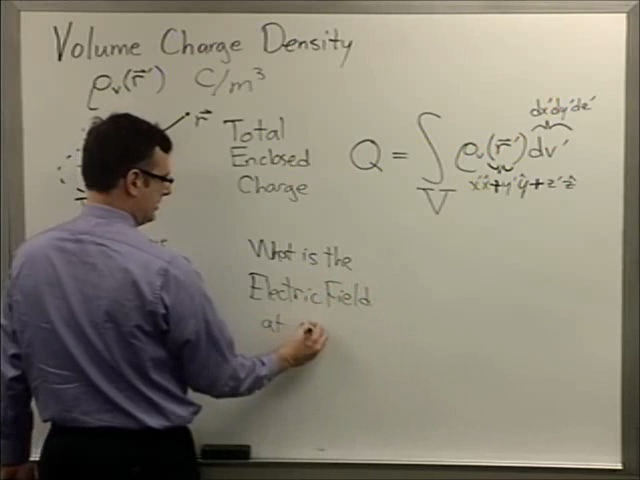 Volume Charge Density
ρᵥ(r⃗′) C/m³
r⃗
Total
Enclosed
Charge
dx′dy′dz′
Q = ∫ ρᵥ(r⃗′)dv′
V
x′x̂+y′ŷ+z′ẑ
What is the
Electric Field
at